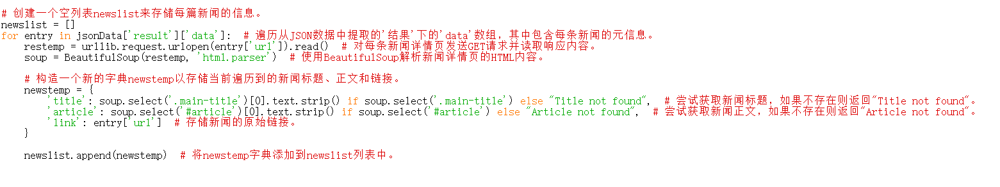 # 创建一个空列表newslist来存储每篇新闻的信息。
newslist = []
for entry in jsonData['result']['data']:  # 遍历从JSON数据中提取的'结果'下的'data'数组，其中包含每条新闻的元信息。
    restemp = urllib.request.urlopen(entry['url']).read()  # 对每条新闻详情页发送GET请求并读取响应内容。
    soup = BeautifulSoup(restemp, 'html.parser')  # 使用BeautifulSoup解析新闻详情页的HTML内容。
    # 构造一个新的字典newstemp以存储当前遍历到的新闻标题、正文和链接。
    newstemp = {
        'title': soup.select('.main-title')[0].text.strip() if soup.select('.main-title') else "Title not found",  # 尝试获取新闻标题，如果不存在则返回"Title not found"。
        'article': soup.select('#article')[0].text.strip() if soup.select('#article') else "Article not found",  # 尝试获取新闻正文，如果不存在则返回"Article not found"。
        'link': entry['url']  # 存储新闻的原始链接。
    }
    newslist.append(newstemp)  # 将newstemp字典添加到newslist列表中。